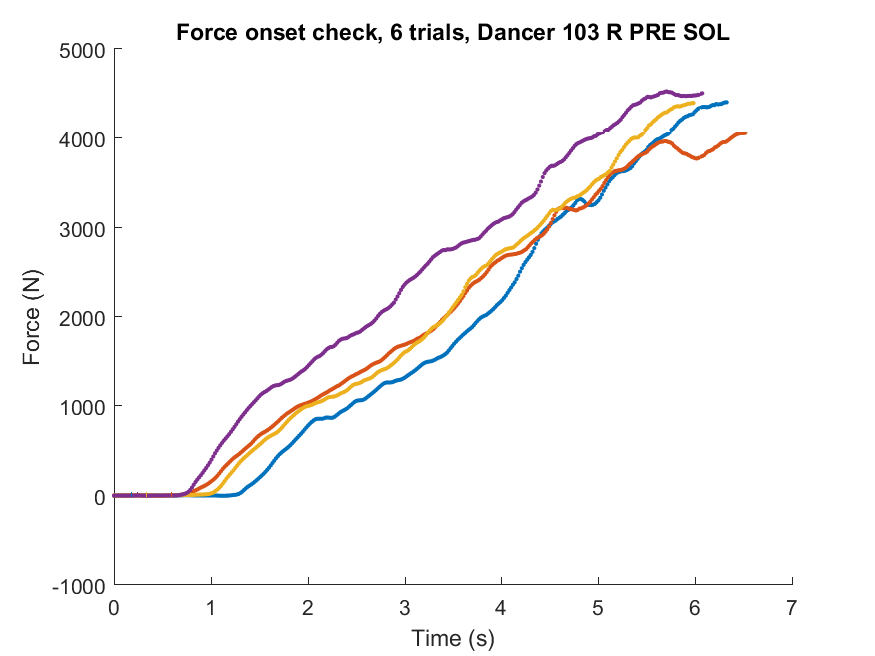 Force onset check, 6 trials, Dancer 103 R PRE SOL
5000
4000
3000
2000
1000
0
-1000
Force (N)
0 1 2 3 4 5 6 7
Time (s)